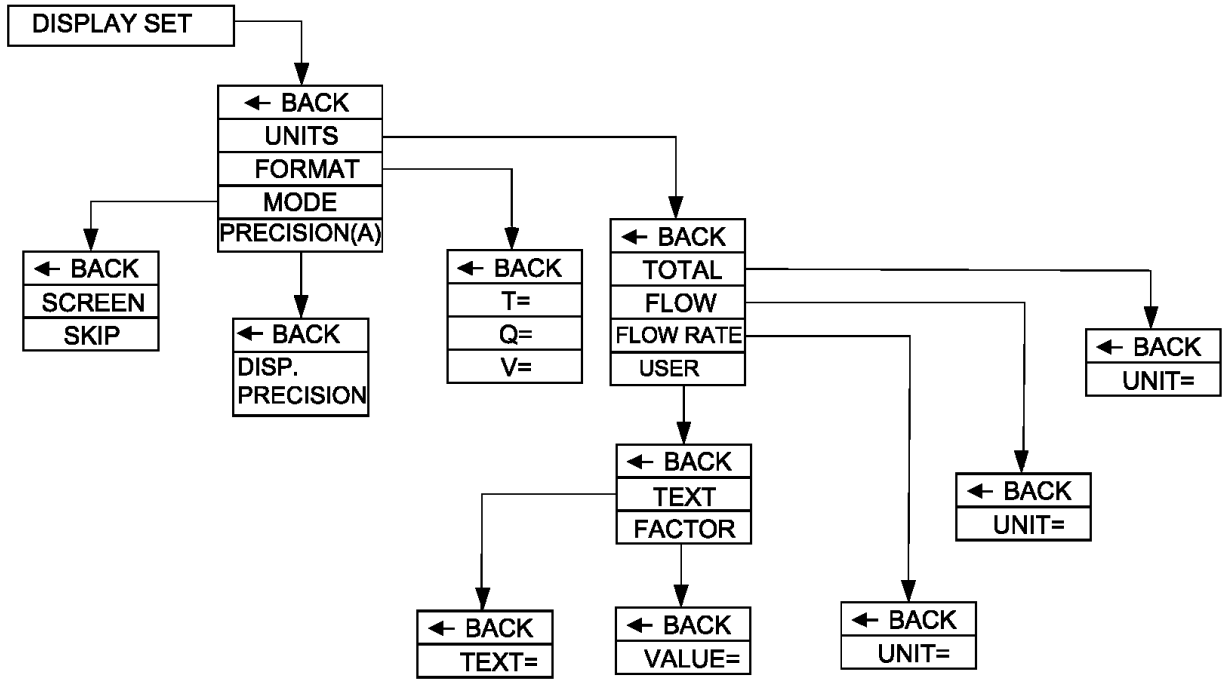 DISPLAY SET
← BACK
UNITS
FORMAT
MODE
PRECISION(A)
← BACK
SCREEN
SKIP
← BACK
DISP.
PRECISION
← BACK
T=
Q=
V=
← BACK
TOTAL
FLOW
FLOW RATE
USER
← BACK
UNIT=
← BACK
TEXT
FACTOR
← BACK
UNIT=
← BACK
TEXT=
← BACK
VALUE=
← BACK
UNIT=